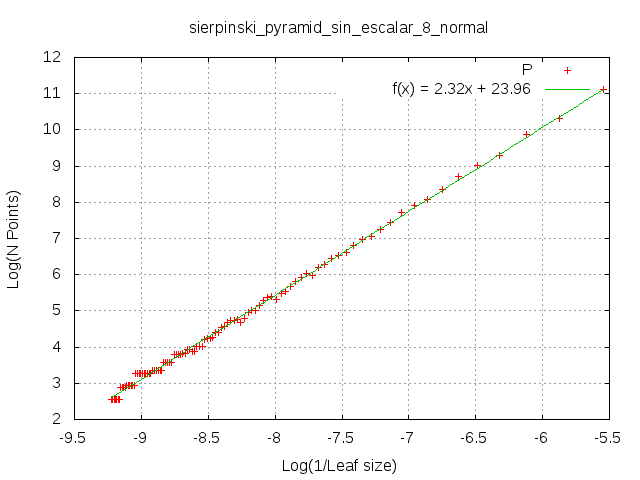 sierpinski_pyramid_sin_escalar_8_normal
12
11
10
9
8
7
6
5
4
3
2
P
f(x) = 2.32x + 23.96
Log(N Points)
-9.5 -9 -8.5 -8 -7.5 -7 -6.5 -6 -5.5
Log(1/Leaf size)